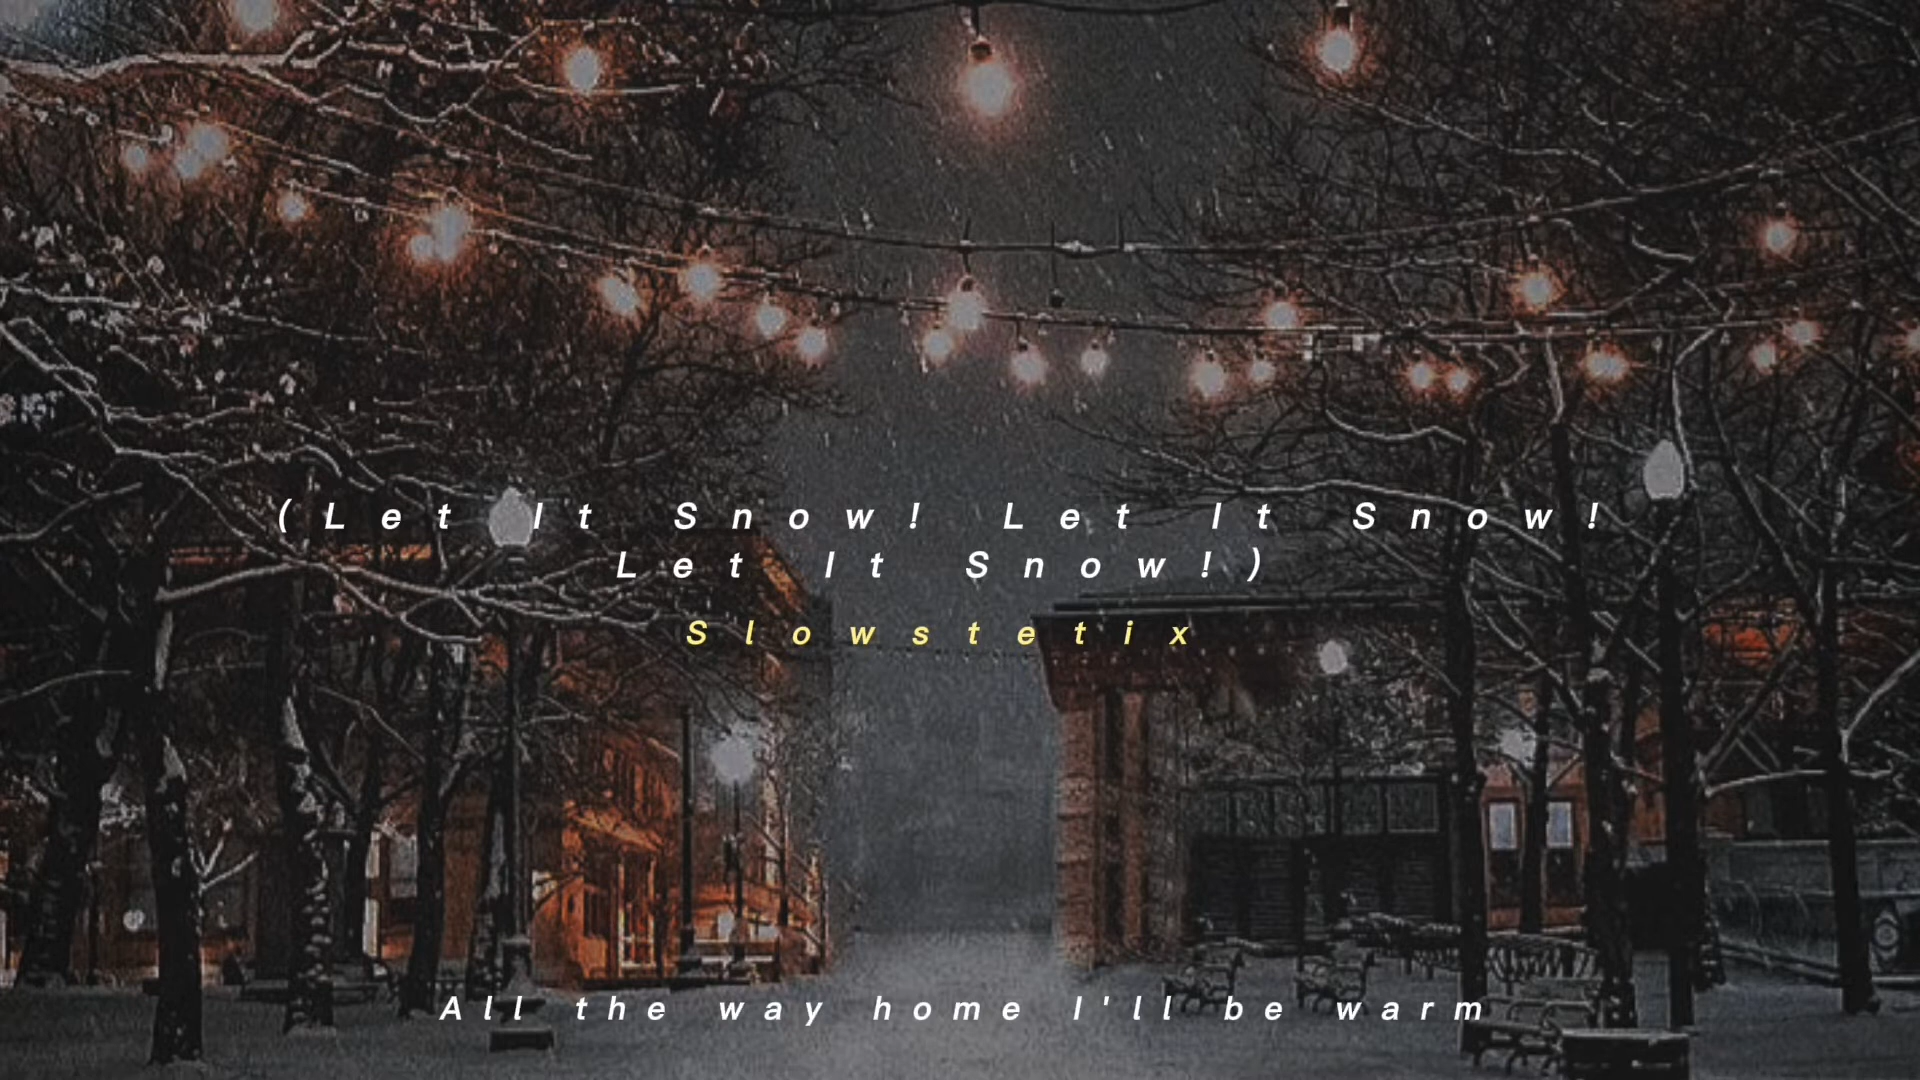 (Let It Snow! Let It Snow!
Let It Snow!)
Slowstetix
All the way home I'll be warm